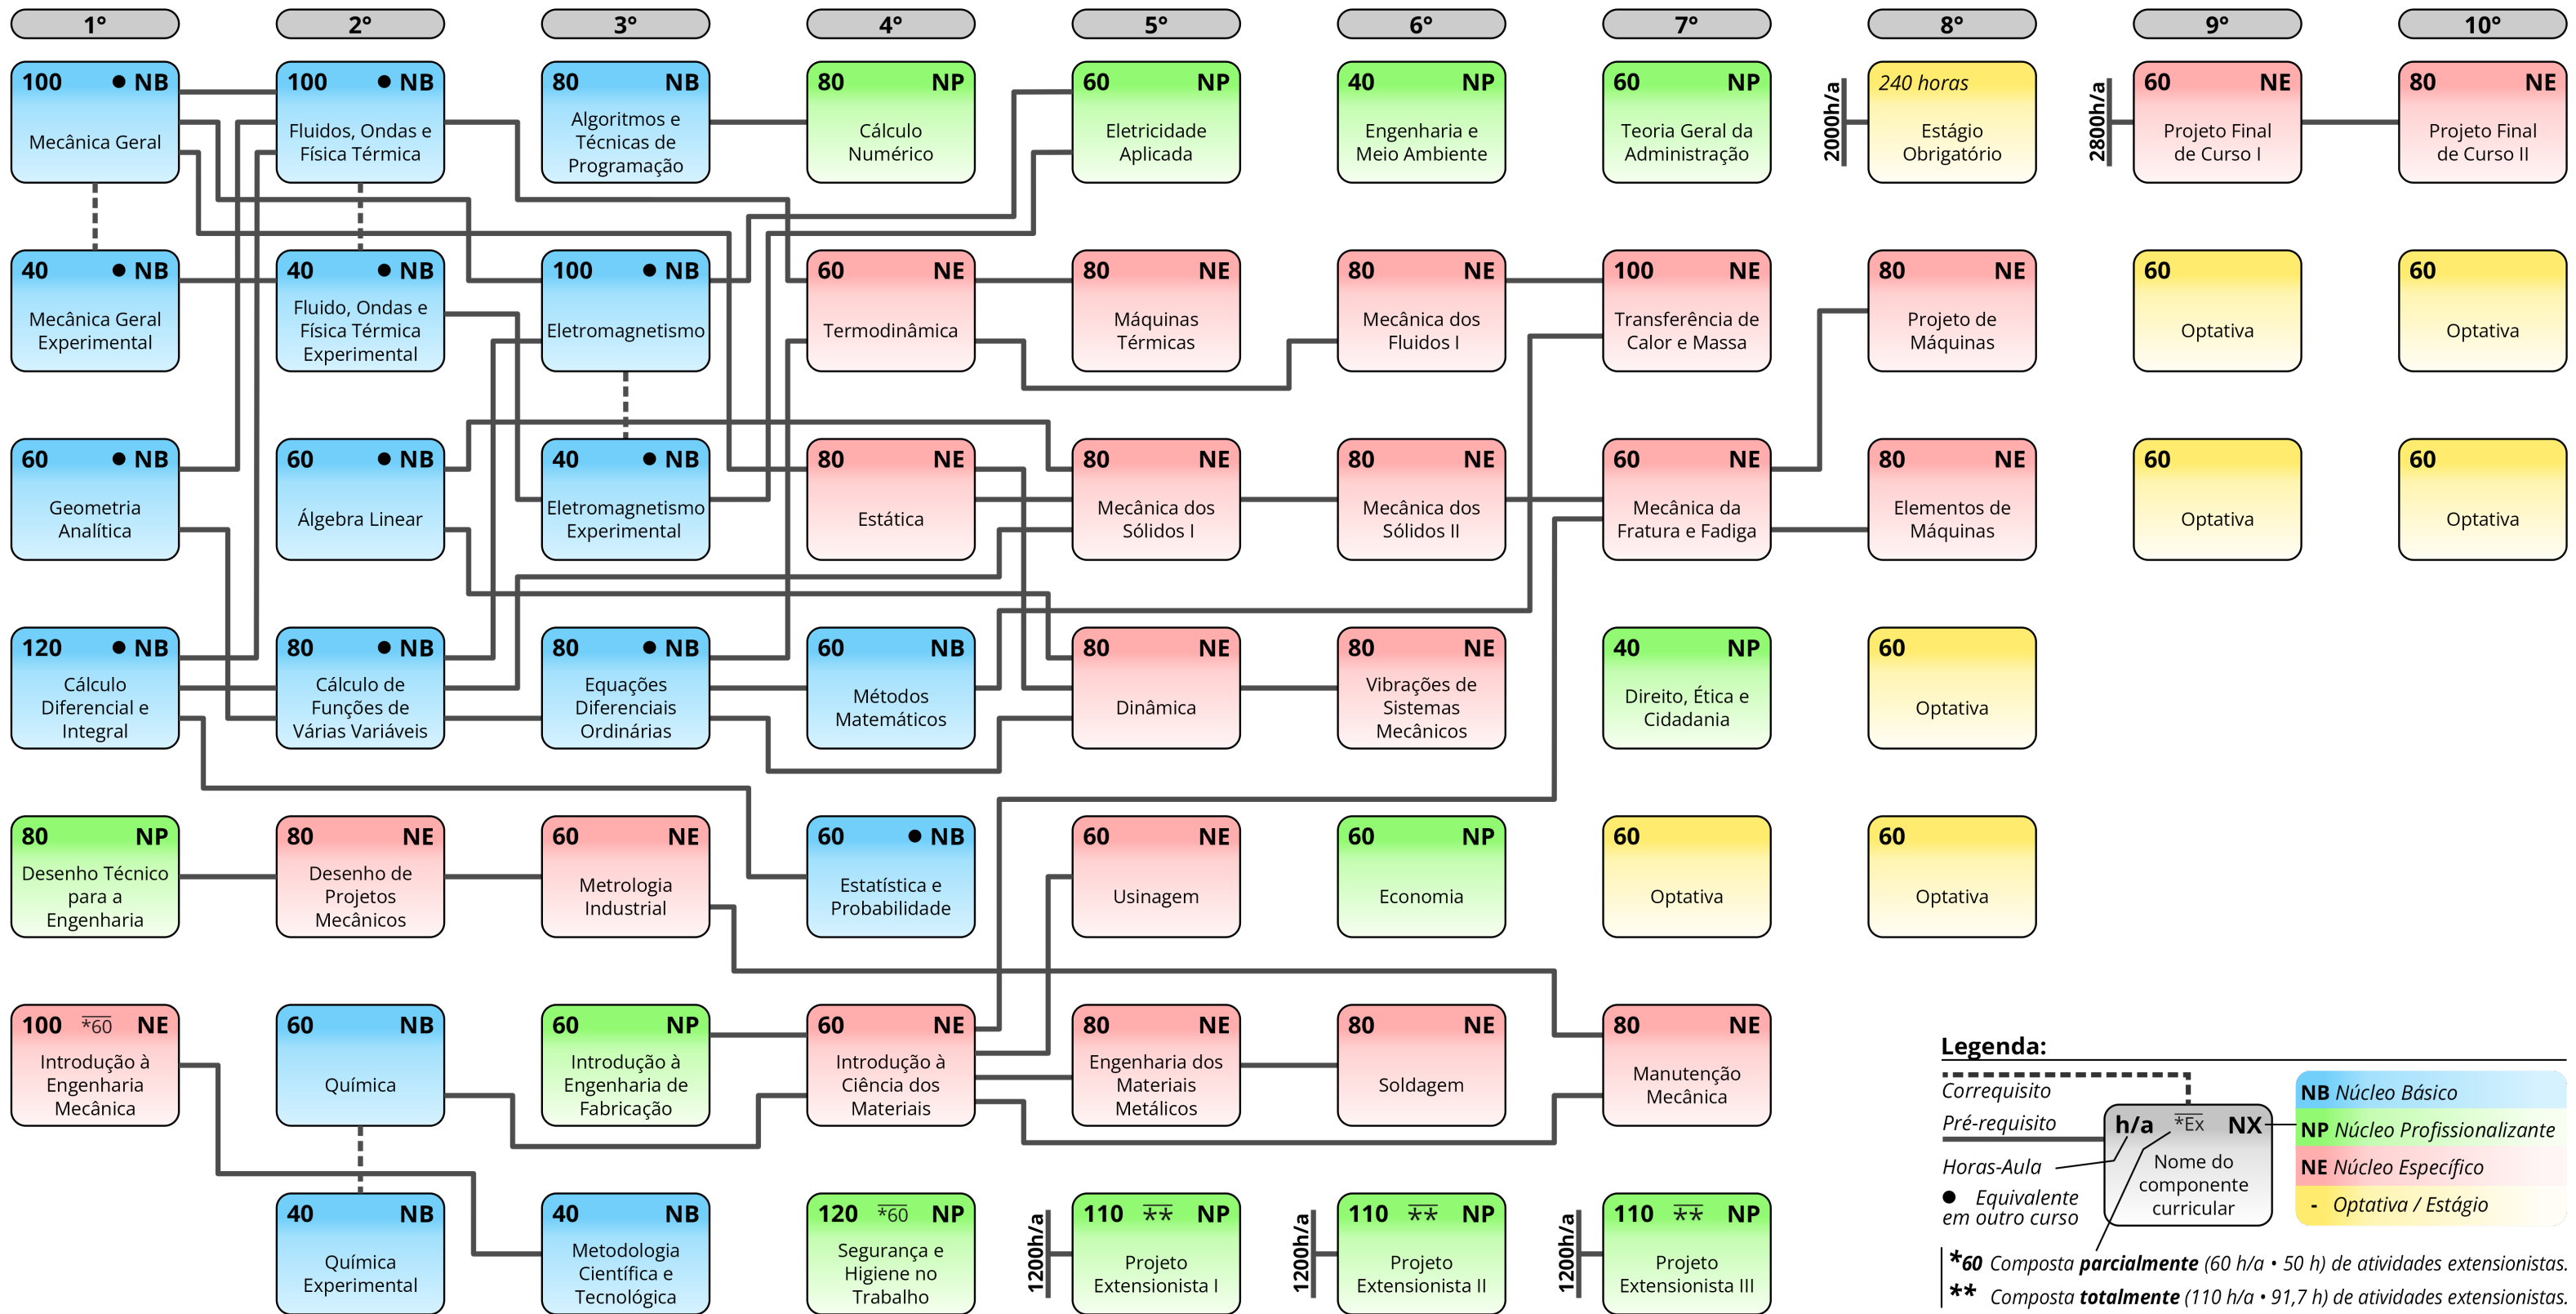 1° 2° 3° 4° 5° 6° 7° 8° 9° 10°
100 ● NB
Mecânica Geral
100 ● NB
Fluidos, Ondas e
Física Térmica
80 NB
Algoritmos e
Técnicas de
Programação
80 NP
Cálculo
Numérico
60 NP
Eletricidade
Aplicada
40 NP
Engenharia e
Meio Ambiente
60 NP
Teoria Geral da
Administração
2000h/a
240 horas
Estágio
Obrigatório
2800h/a
60 NE
Projeto Final
de Curso I
80 NE
Projeto Final
de Curso II
40 ● NB
Mecânica Geral
Experimental
40 ● NB
Fluido, Ondas e
Física Térmica
Experimental
100 ● NB
Eletromagnetismo
60 NE
Termodinâmica
80 NE
Máquinas
Térmicas
80 NE
Mecânica dos
Fluidos I
100 NE
Transferência de
Calor e Massa
80 NE
Projeto de
Máquinas
60
Optativa
60
Optativa
60 ● NB
Geometria
Analítica
60 ● NB
Álgebra Linear
40 ● NB
Eletromagnetismo
Experimental
80 NE
Estática
80 NE
Mecânica dos
Sólidos I
80 NE
Mecânica dos
Sólidos II
60 NE
Mecânica da
Fratura e Fadiga
80 NE
Elementos de
Máquinas
60
Optativa
60
Optativa
120 ● NB
Cálculo
Diferencial e
Integral
80 ● NB
Cálculo de
Funções de
Várias Variáveis
80 ● NB
Equações
Diferenciais
Ordinárias
60 NB
Métodos
Matemáticos
80 NE
Dinâmica
80 NE
Vibrações de
Sistemas
Mecânicos
40 NP
Direito, Ética e
Cidadania
60
Optativa
80 NP
Desenho Técnico
para a
Engenharia
80 NE
Desenho de
Projetos
Mecânicos
60 NE
Metrologia
Industrial
60 ● NB
Estatística e
Probabilidade
60 NE
Usinagem
60 NP
Economia
60
Optativa
60
Optativa
100 *60 NE
Introdução à
Engenharia
Mecânica
60 NB
Química
60 NP
Introdução à
Engenharia de
Fabricação
60 NE
Introdução à
Ciência dos
Materiais
80 NE
Engenharia dos
Materiais
Metálicos
80 NE
Soldagem
80 NE
Manutenção
Mecânica
40 NB
Química
Experimental
40 NB
Metodologia
Científica e
Tecnológica
120 *60 NP
Segurança e
Higiene no
Trabalho
1200h/a
110 ** NP
Projeto
Extensionista I
1200h/a
110 ** NP
Projeto
Extensionista II
1200h/a
110 ** NP
Projeto
Extensionista III
Legenda:
Correquisito
Pré-requisito
Horas-Aula
● Equivalente
em outro curso
h/a *Ex NX
Nome do
componente
curricular
NB Núcleo Básico
NP Núcleo Profissionalizante
NE Núcleo Específico
- Optativa / Estágio
*60 Composta parcialmente (60 h/a • 50 h) de atividades extensionistas.
** Composta totalmente (110 h/a • 91,7 h) de atividades extensionistas.